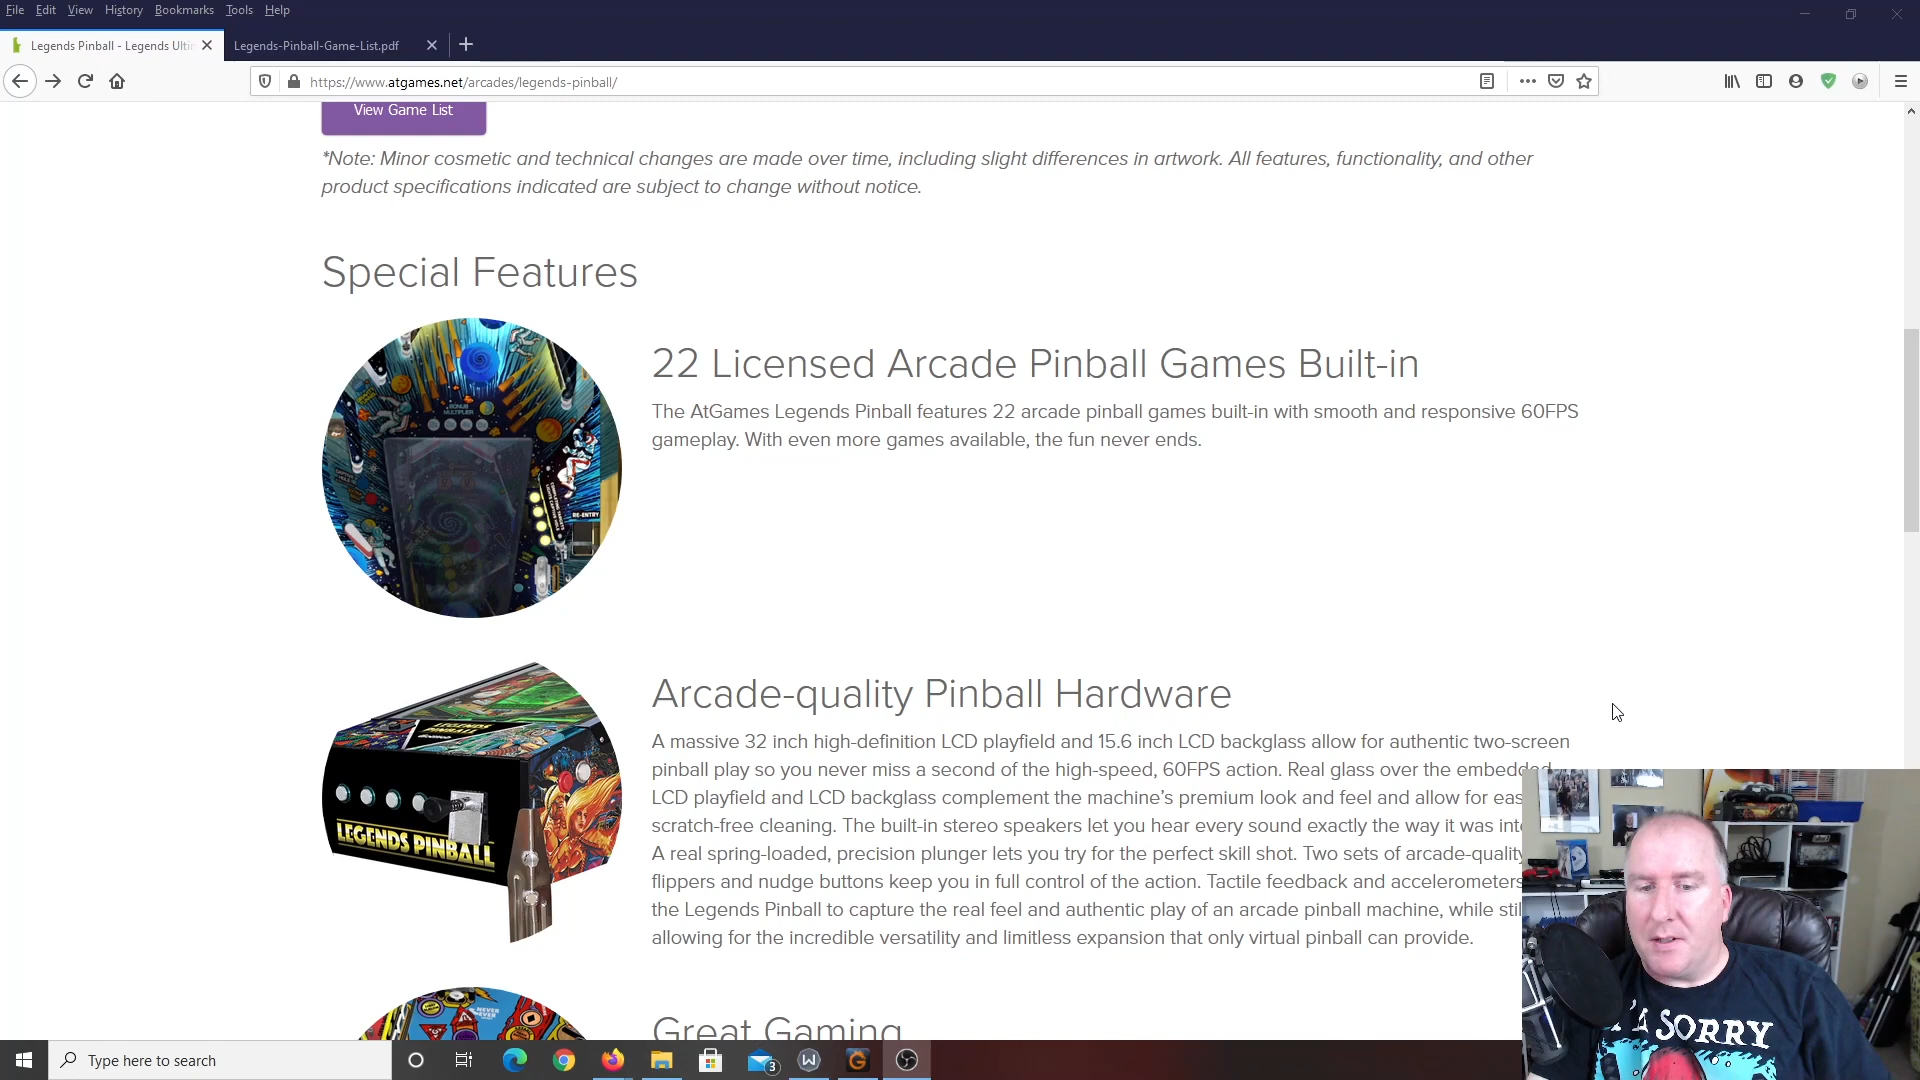 File Edit View History Bookmarks Tools Help
Legends Pinball - Legends Ulti
Legends-Pinball-Game-List.pdf
https://www.atgames.net/arcades/legends-pinball/
View Game List
*Note: Minor cosmetic and technical changes are made over time, including slight differences in artwork. All features, functionality, and other
product specifications indicated are subject to change without notice.
Special Features
22 Licensed Arcade Pinball Games Built-in
The AtGames Legends Pinball features 22 arcade pinball games built-in with smooth and responsive 60FPS
gameplay. With even more games available, the fun never ends.
BONUS
MULTIPLIER
RE-ENTRY
Arcade-quality Pinball Hardware
A massive 32 inch high-definition LCD playfield and 15.6 inch LCD backglass allow for authentic two-screen
pinball play so you never miss a second of the high-speed, 60FPS action. Real glass over the embedded
LCD playfield and LCD backglass complement the machine's premium look and feel and allow for eas
scratch-free cleaning. The built-in stereo speakers let you hear every sound exactly the way it was inte
A real spring-loaded, precision plunger lets you try for the perfect skill shot. Two sets of arcade-quality
flippers and nudge buttons keep you in full control of the action. Tactile feedback and accelerometers
the Legends Pinball to capture the real feel and authentic play of an arcade pinball machine, while stil
allowing for the incredible versatility and limitless expansion that only virtual pinball can provide.
LEGENDS
PINBALL
LEGENDS PINBALL
Great Gaming
I'M SORRY
Type here to search
3